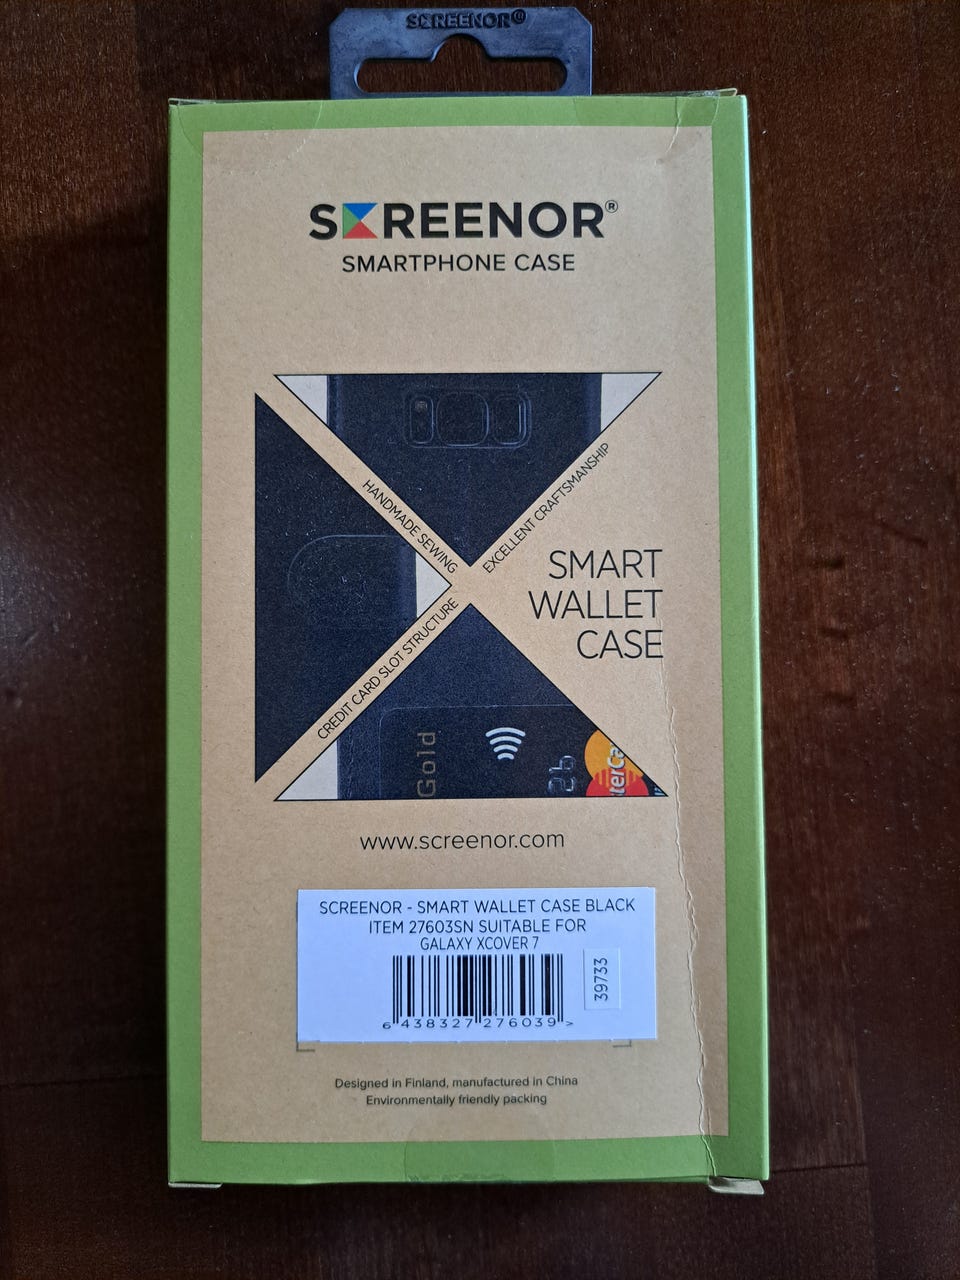 SCREENOR®
SCREENOR®
SMARTPHONE CASE
HANDMADE SEWING
EXCELLENT CRAFTSMANSHIP
SMART
WALLET
CASE
CREDIT CARD SLOT STRUCTURE
Gold
26
terCa
www.screenor.com
SCREENOR - SMART WALLET CASE BLACK
ITEM 27603SN SUITABLE FOR
GALAXY XCOVER 7
39733
6 438327 276039 >
Designed in Finland, manufactured in China
Environmentally friendly packing